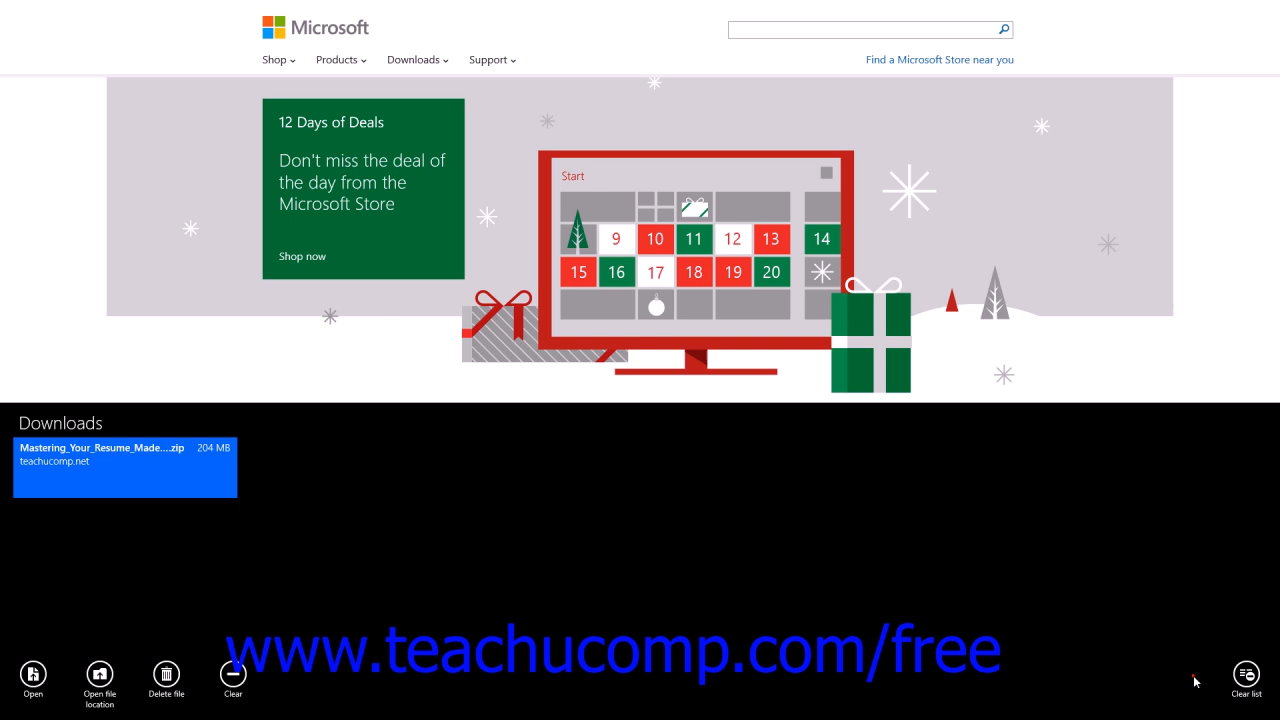 Microsoft
Shop Products Downloads Support
Find a Microsoft Store near you
12 Days of Deals
Don't miss the deal of
the day from the
Microsoft Store
Shop now
Start
9 10 11 12 13 14
15 16 17 18 19 20
Downloads
Mastering_Your_Resume_Made....zip 204 MB
teachucomp.net
www.teachucomp.com/free
Open
Open file
location
Delete file
Clear
Clear list